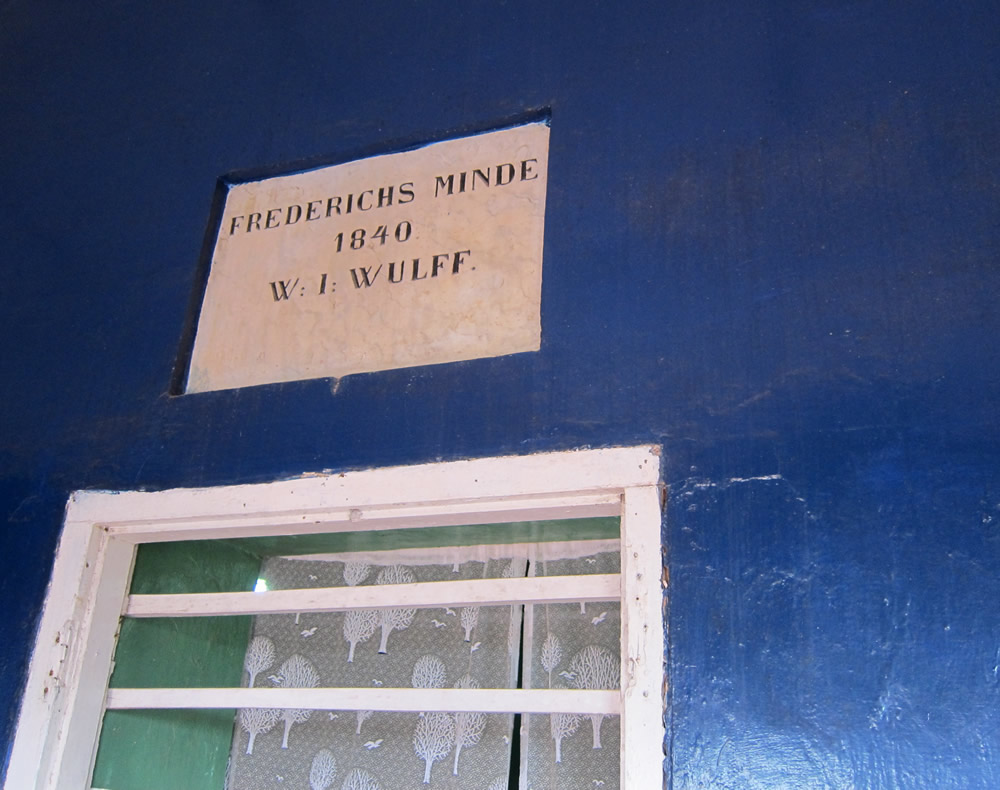 FREDERICHS MINDE
1840.
W: I: WULFF.